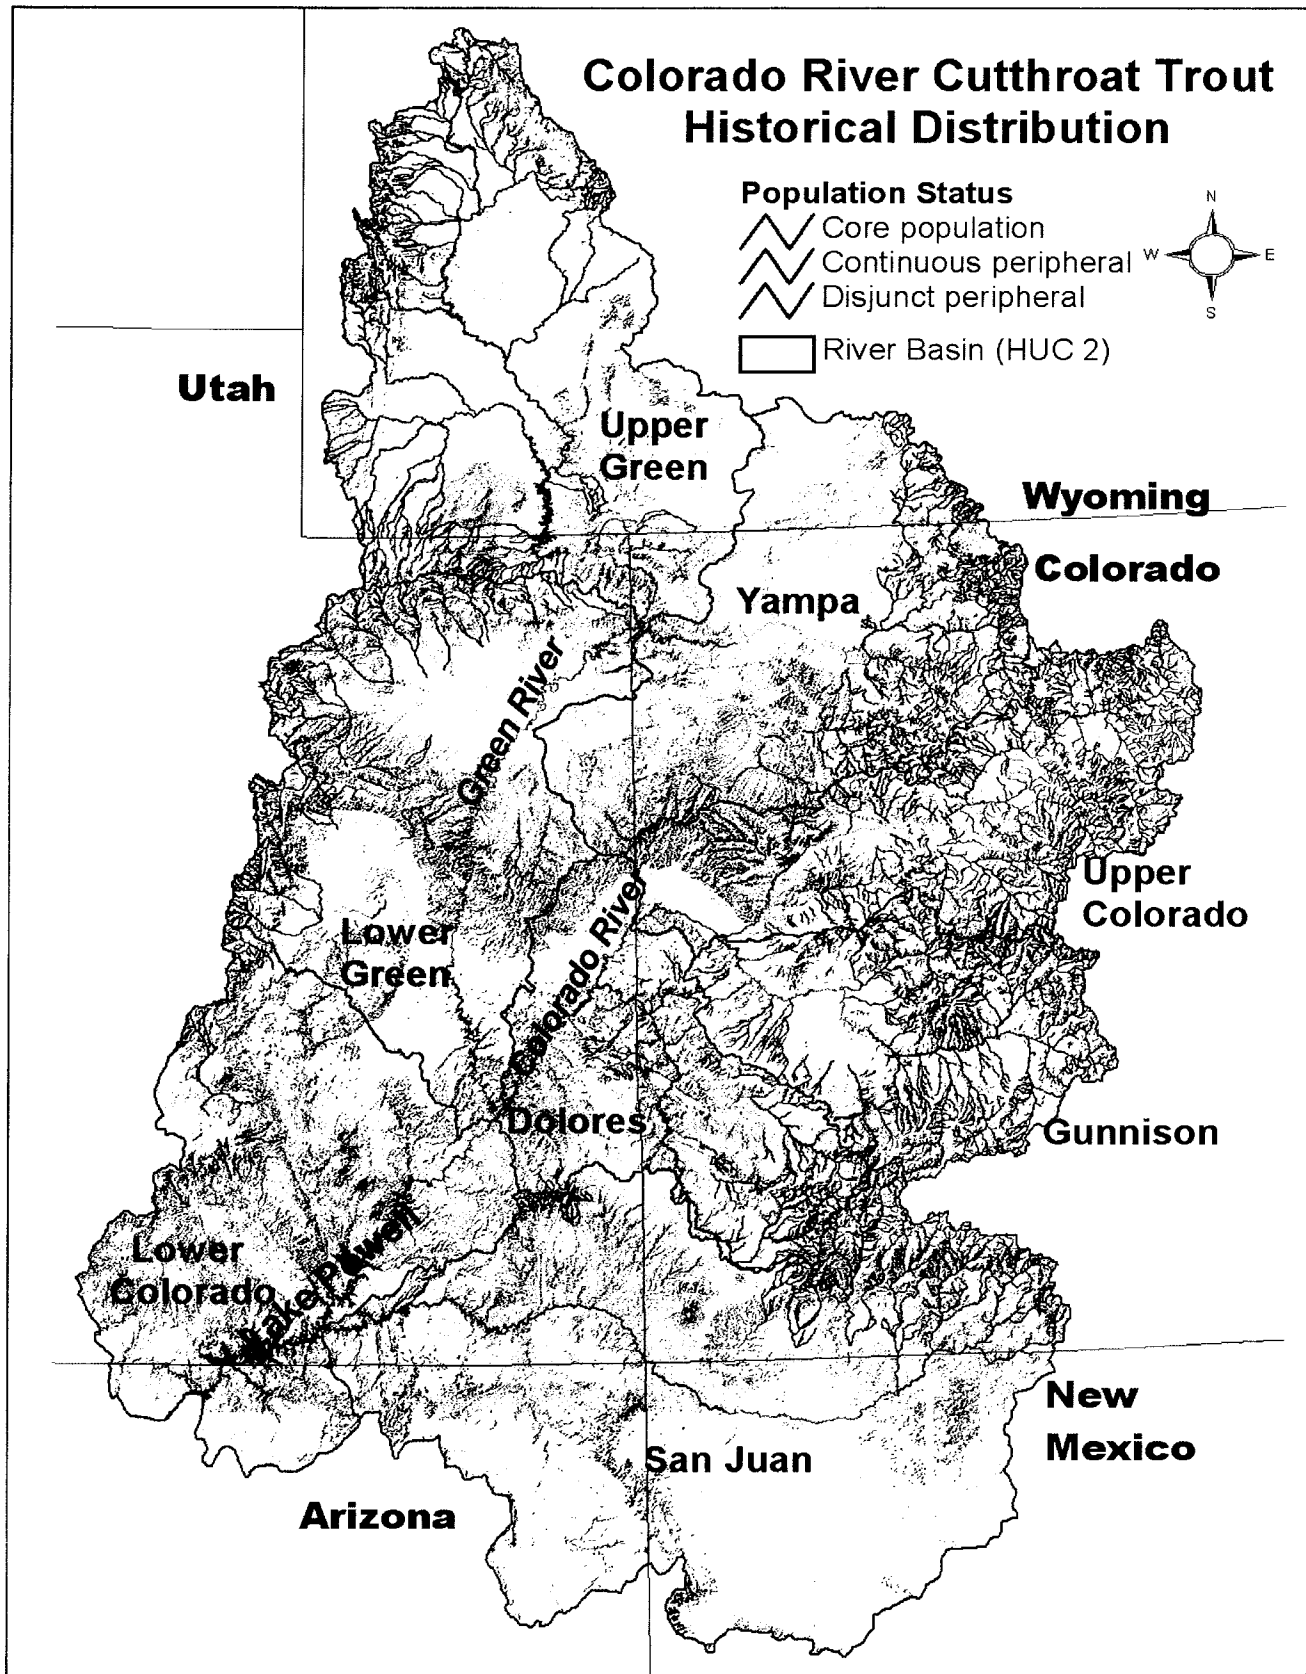 Colorado River Cutthroat Trout
Historical Distribution
Population Status
Core population
Continuous peripheral
Disjunct peripheral
River Basin (HUC 2)
N
W
E
S
Utah
Upper
Green
Wyoming
Colorado
Yampa
Green River
Upper
Colorado
Lower
Green
Colorado River
Dolores
Gunnison
Lower
Colorado
Lake Powell
New
Mexico
San Juan
Arizona